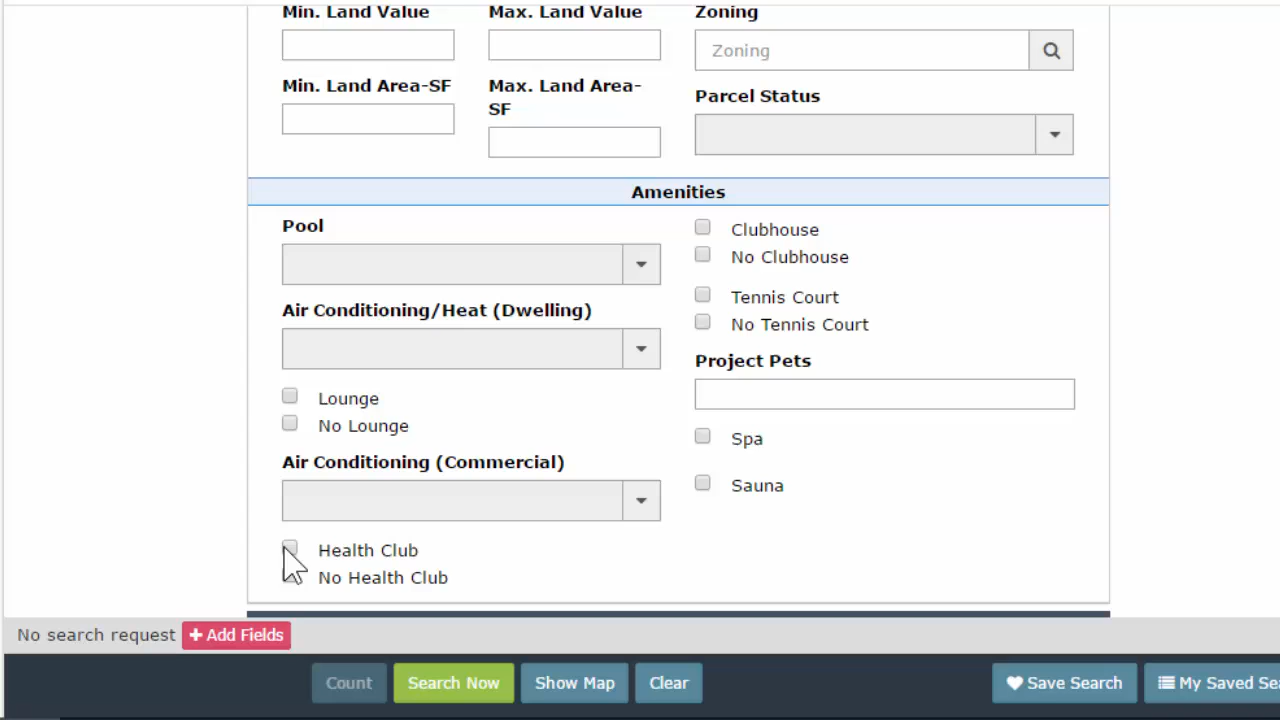 Min. Land Value
Max. Land Value
Zoning
Zoning
Min. Land Area-SF
Max. Land Area-
SF
Parcel Status
Amenities
Pool
Clubhouse
No Clubhouse
Air Conditioning/Heat (Dwelling)
Tennis Court
No Tennis Court
Project Pets
Lounge
No Lounge
Spa
Air Conditioning (Commercial)
Sauna
Health Club
No Health Club
No search request Add Fields
Count Search Now Show Map Clear Save Search My Saved Sea